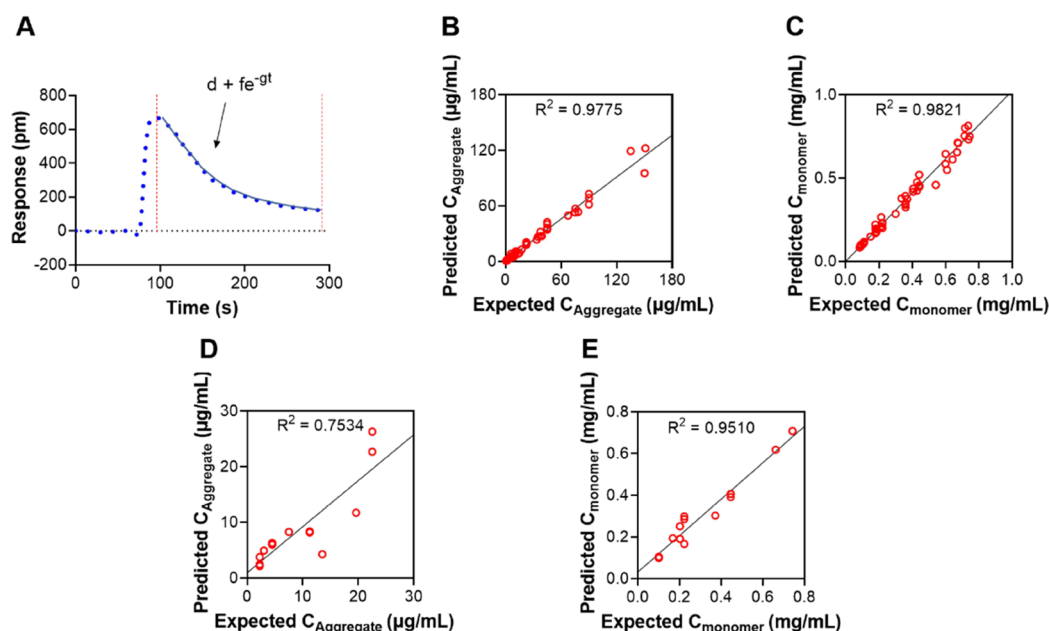 A
d + fe^-gt
Response (pm)
800
600
400
200
0
-200
0
100
200
300
Time (s)
B
R² = 0.9775
Predicted C_Aggregate (µg/mL)
180
120
60
0
0
60
120
180
Expected C_Aggregate (µg/mL)
C
R² = 0.9821
Predicted C_monomer (mg/mL)
1.0
0.5
0.0
0.0
0.2
0.4
0.6
0.8
1.0
Expected C_monomer (mg/mL)
D
R² = 0.7534
Predicted C_Aggregate (µg/mL)
30
20
10
0
0
10
20
30
Expected C_Aggregate (µg/mL)
E
R² = 0.9510
Predicted C_monomer (mg/mL)
0.8
0.6
0.4
0.2
0.0
0.0
0.2
0.4
0.6
0.8
Expected C_monomer (mg/mL)